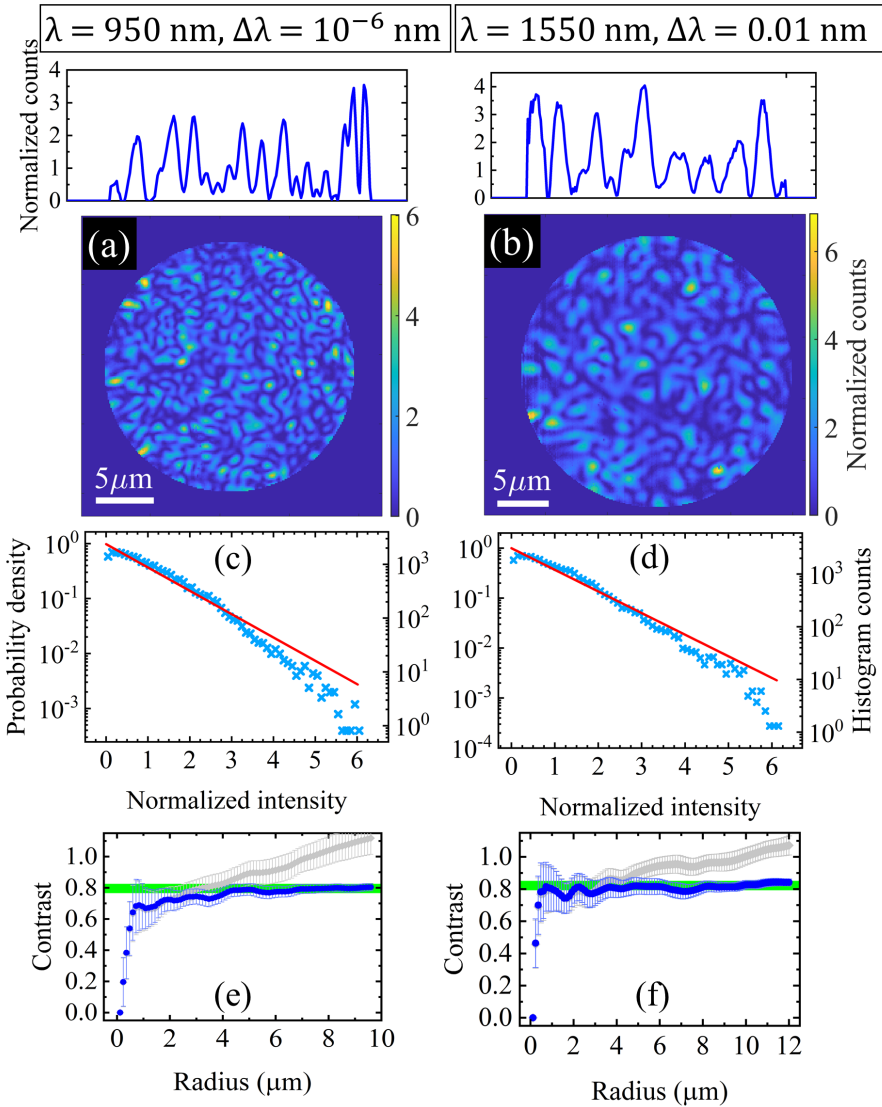 λ = 950 nm, Δλ = 10⁻⁶ nm
λ = 1550 nm, Δλ = 0.01 nm
Normalized counts
4
3
2
1
0
4
3
2
1
0
(a)
5μm
6
4
2
0
(b)
5μm
6
4
2
0
Normalized counts
(c)
Probability density
10⁰
10⁻¹
10⁻²
10⁻³
10³
10²
10¹
10⁰
0 1 2 3 4 5 6
Normalized intensity
(d)
10⁰
10⁻¹
10⁻²
10⁻³
10⁻⁴
10³
10²
10¹
10⁰
Histogram counts
0 1 2 3 4 5 6
Normalized intensity
(e)
Contrast
1.0
0.8
0.6
0.4
0.2
0.0
0 2 4 6 8 10
Radius (μm)
(f)
Contrast
1.0
0.8
0.6
0.4
0.2
0.0
0 2 4 6 8 10 12
Radius (μm)